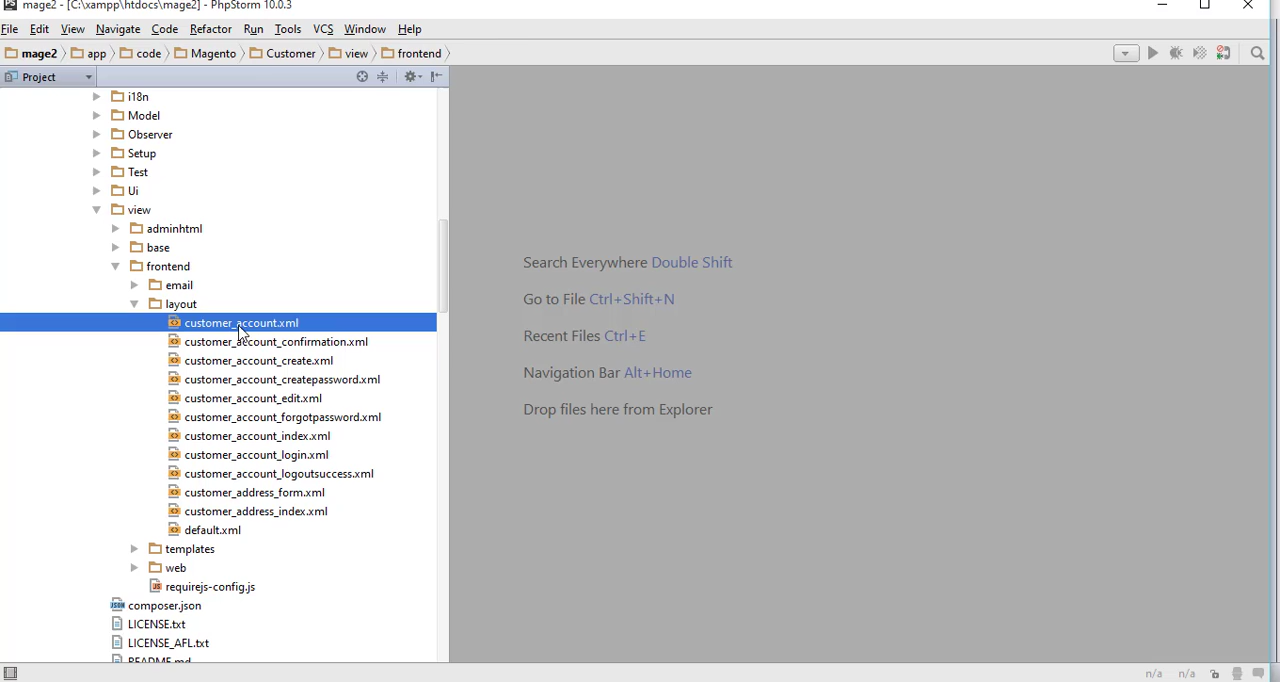 mage2 - [C:\xampp\htdocs\mage2] - PhpStorm 10.0.3
File Edit View Navigate Code Refactor Run Tools VCS Window Help
mage2 app code Magento Customer view frontend
Project
i18n
Model
Observer
Setup
Test
Ui
view
adminhtml
base
frontend
email
layout
customer_account.xml
customer_account_confirmation.xml
customer_account_create.xml
customer_account_createpassword.xml
customer_account_edit.xml
customer_account_forgotpassword.xml
customer_account_index.xml
customer_account_login.xml
customer_account_logoutsuccess.xml
customer_address_form.xml
customer_address_index.xml
default.xml
templates
web
requirejs-config.js
composer.json
LICENSE.txt
LICENSE_AFL.txt
README.md
Search Everywhere Double Shift
Go to File Ctrl+Shift+N
Recent Files Ctrl+E
Navigation Bar Alt+Home
Drop files here from Explorer
n/a n/a